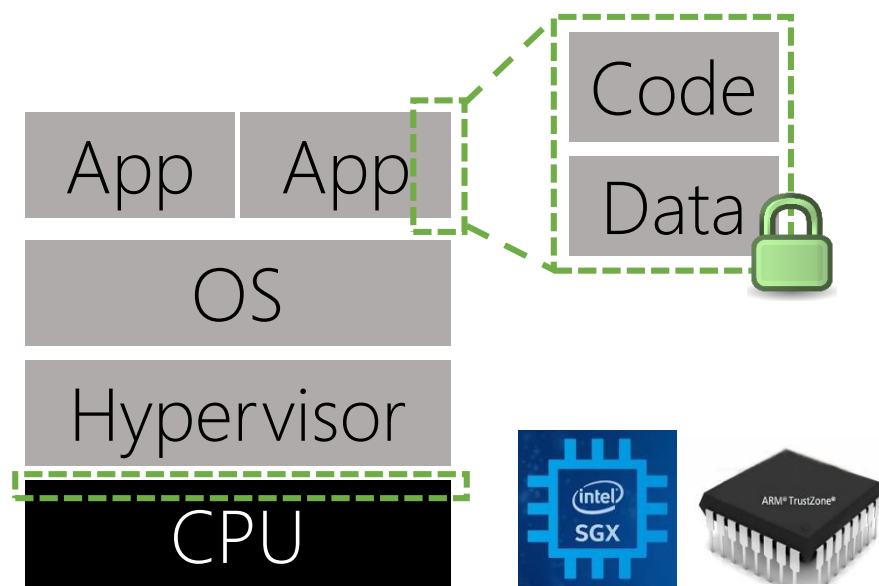 Code
App
App
Data
OS
Hypervisor
CPU
intel
SGX
ARM® TrustZone®